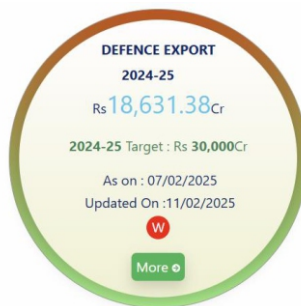 DEFENCE EXPORT
2024-25
Rs 18,631.38Cr
2024-25 Target : Rs 30,000Cr
As on : 07/02/2025
Updated On :11/02/2025
W
More